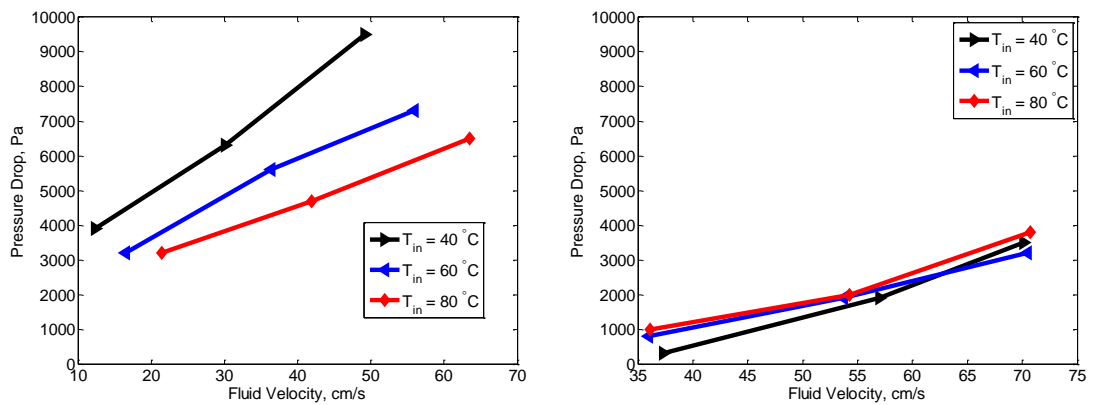 10000
9000
8000
7000
6000
5000
4000
3000
2000
1000
0
Pressure Drop, Pa
10 20 30 40 50 60 70
Fluid Velocity, cm/s
T_in = 40 °C
T_in = 60 °C
T_in = 80 °C
10000
9000
8000
7000
6000
5000
4000
3000
2000
1000
0
Pressure Drop, Pa
35 40 45 50 55 60 65 70 75
Fluid Velocity, cm/s
T_in = 40 °C
T_in = 60 °C
T_in = 80 °C